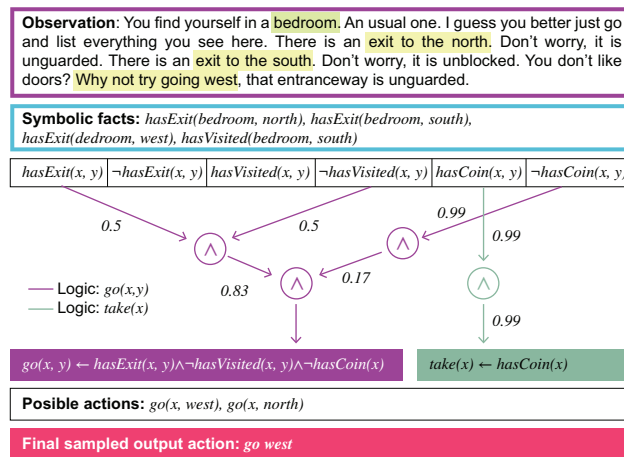 Observation: You find yourself in a bedroom. An usual one. I guess you better just go
and list everything you see here. There is an exit to the north. Don't worry, it is
unguarded. There is an exit to the south. Don't worry, it is unblocked. You don't like
doors? Why not try going west, that entranceway is unguarded.
Symbolic facts: hasExit(bedroom, north), hasExit(bedroom, south),
hasExit(dedroom, west), hasVisited(bedroom, south)
hasExit(x, y) ¬hasExit(x, y) hasVisited(x, y) ¬hasVisited(x, y) hasCoin(x, y) ¬hasCoin(x, y)
0.5 0.5 0.99
0.99
∧ ∧
0.83 0.17
∧ ∧
Logic: go(x,y)
Logic: take(x)
0.99
go(x, y) ← hasExit(x, y)∧¬hasVisited(x, y)∧¬hasCoin(x) take(x) ← hasCoin(x)
Posible actions: go(x, west), go(x, north)
Final sampled output action: go west